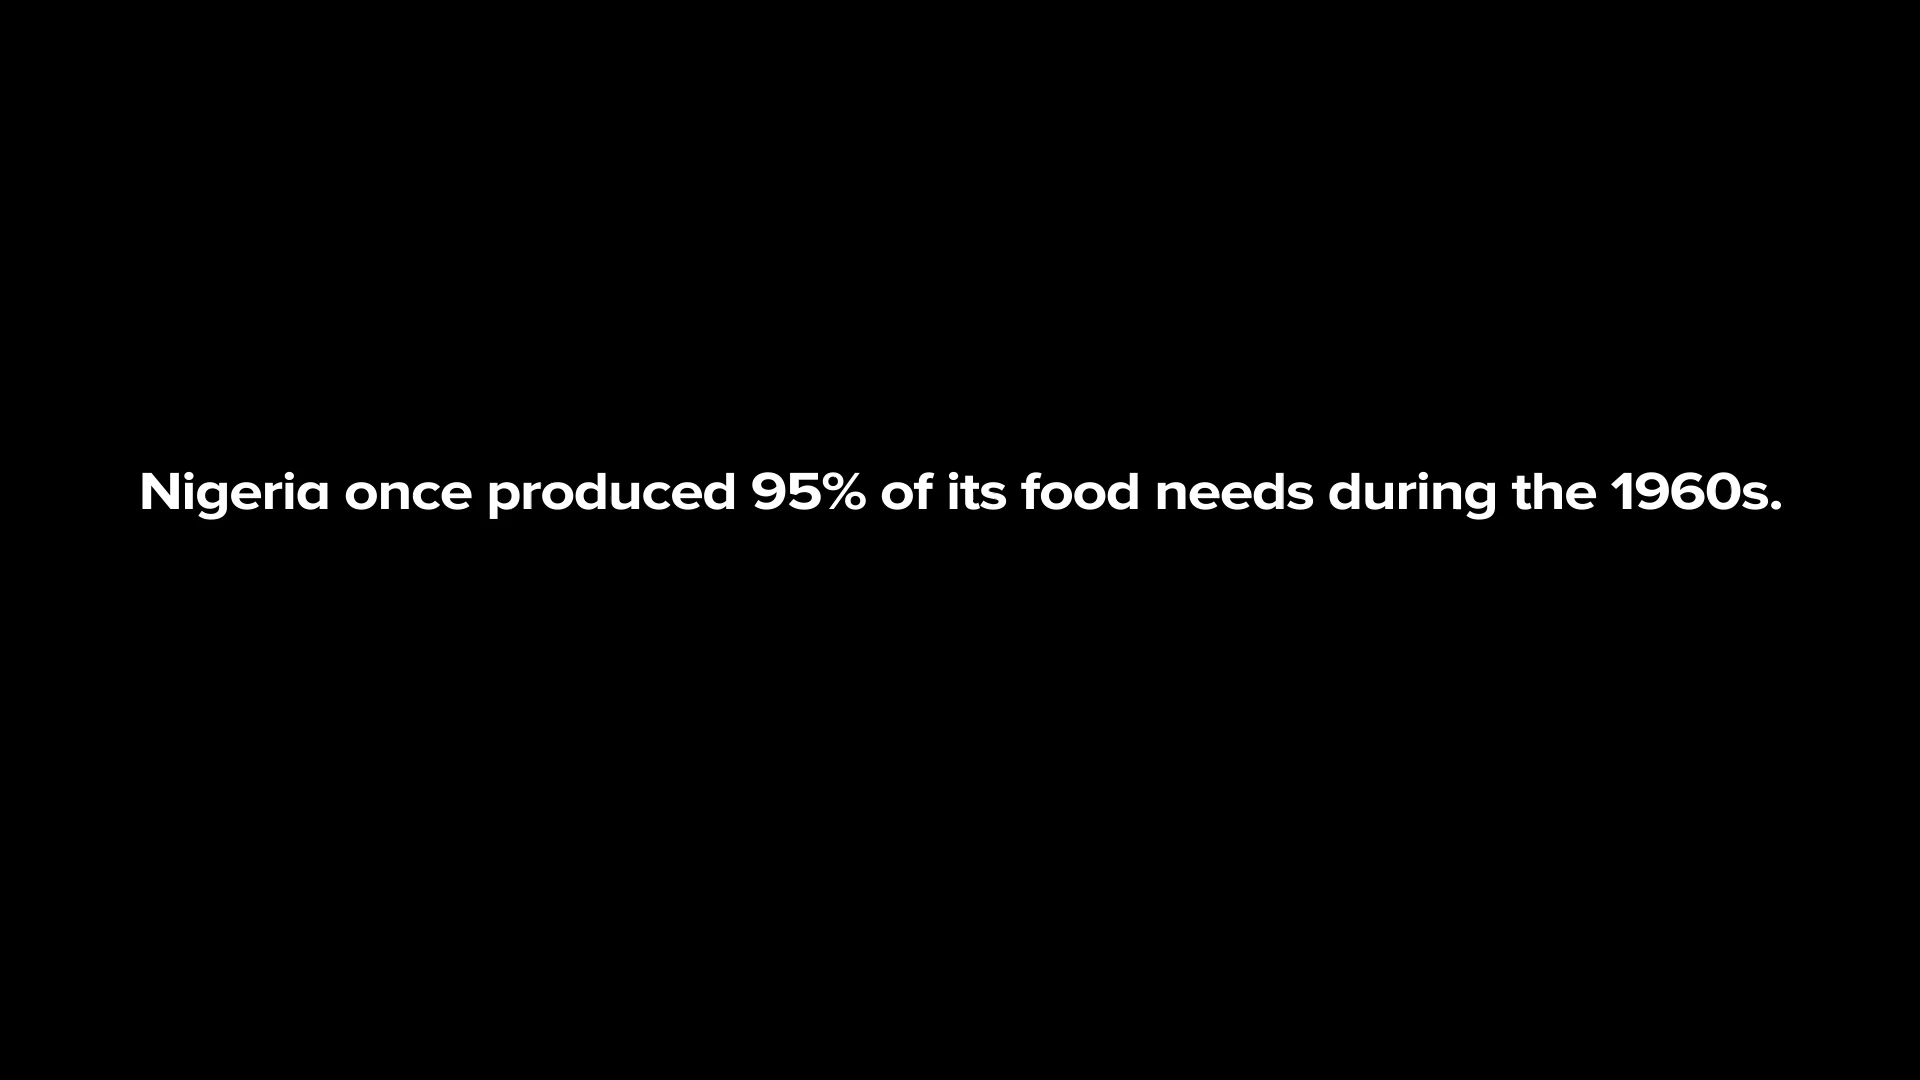 Nigeria once produced 95% of its food needs during the 1960s.